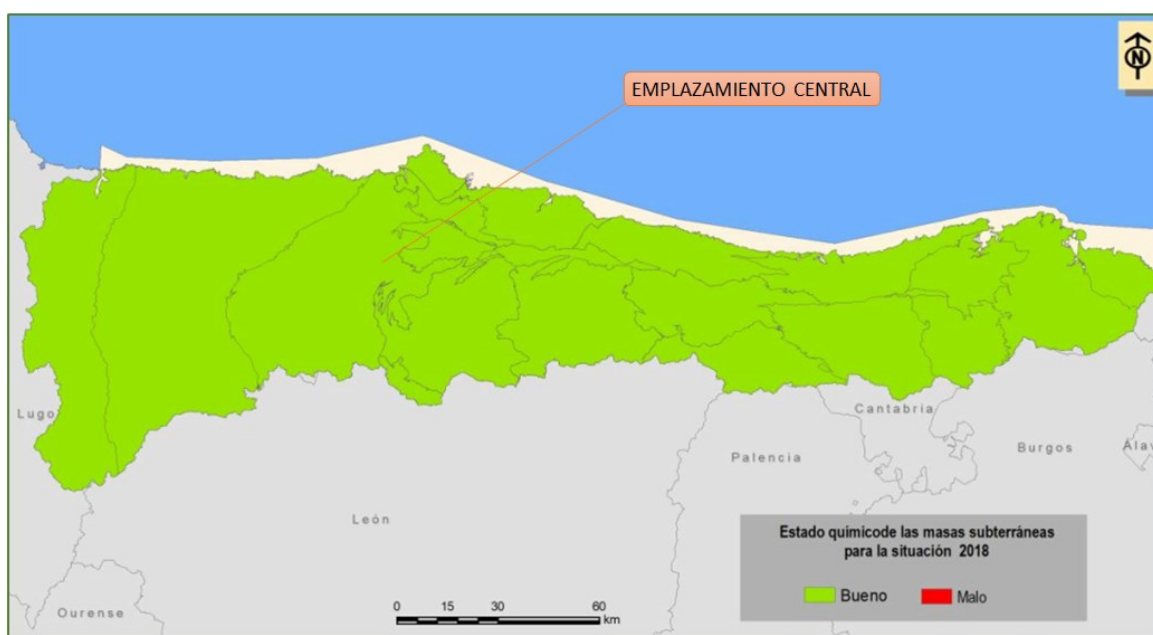 N
EMPLAZAMIENTO CENTRAL
Lugo
Cantabria
Burgos
Álav
Palencia
León
Ourense
Estado químicode las masas subterráneas
para la situación 2018
Bueno
Malo
0 15 30 60
km